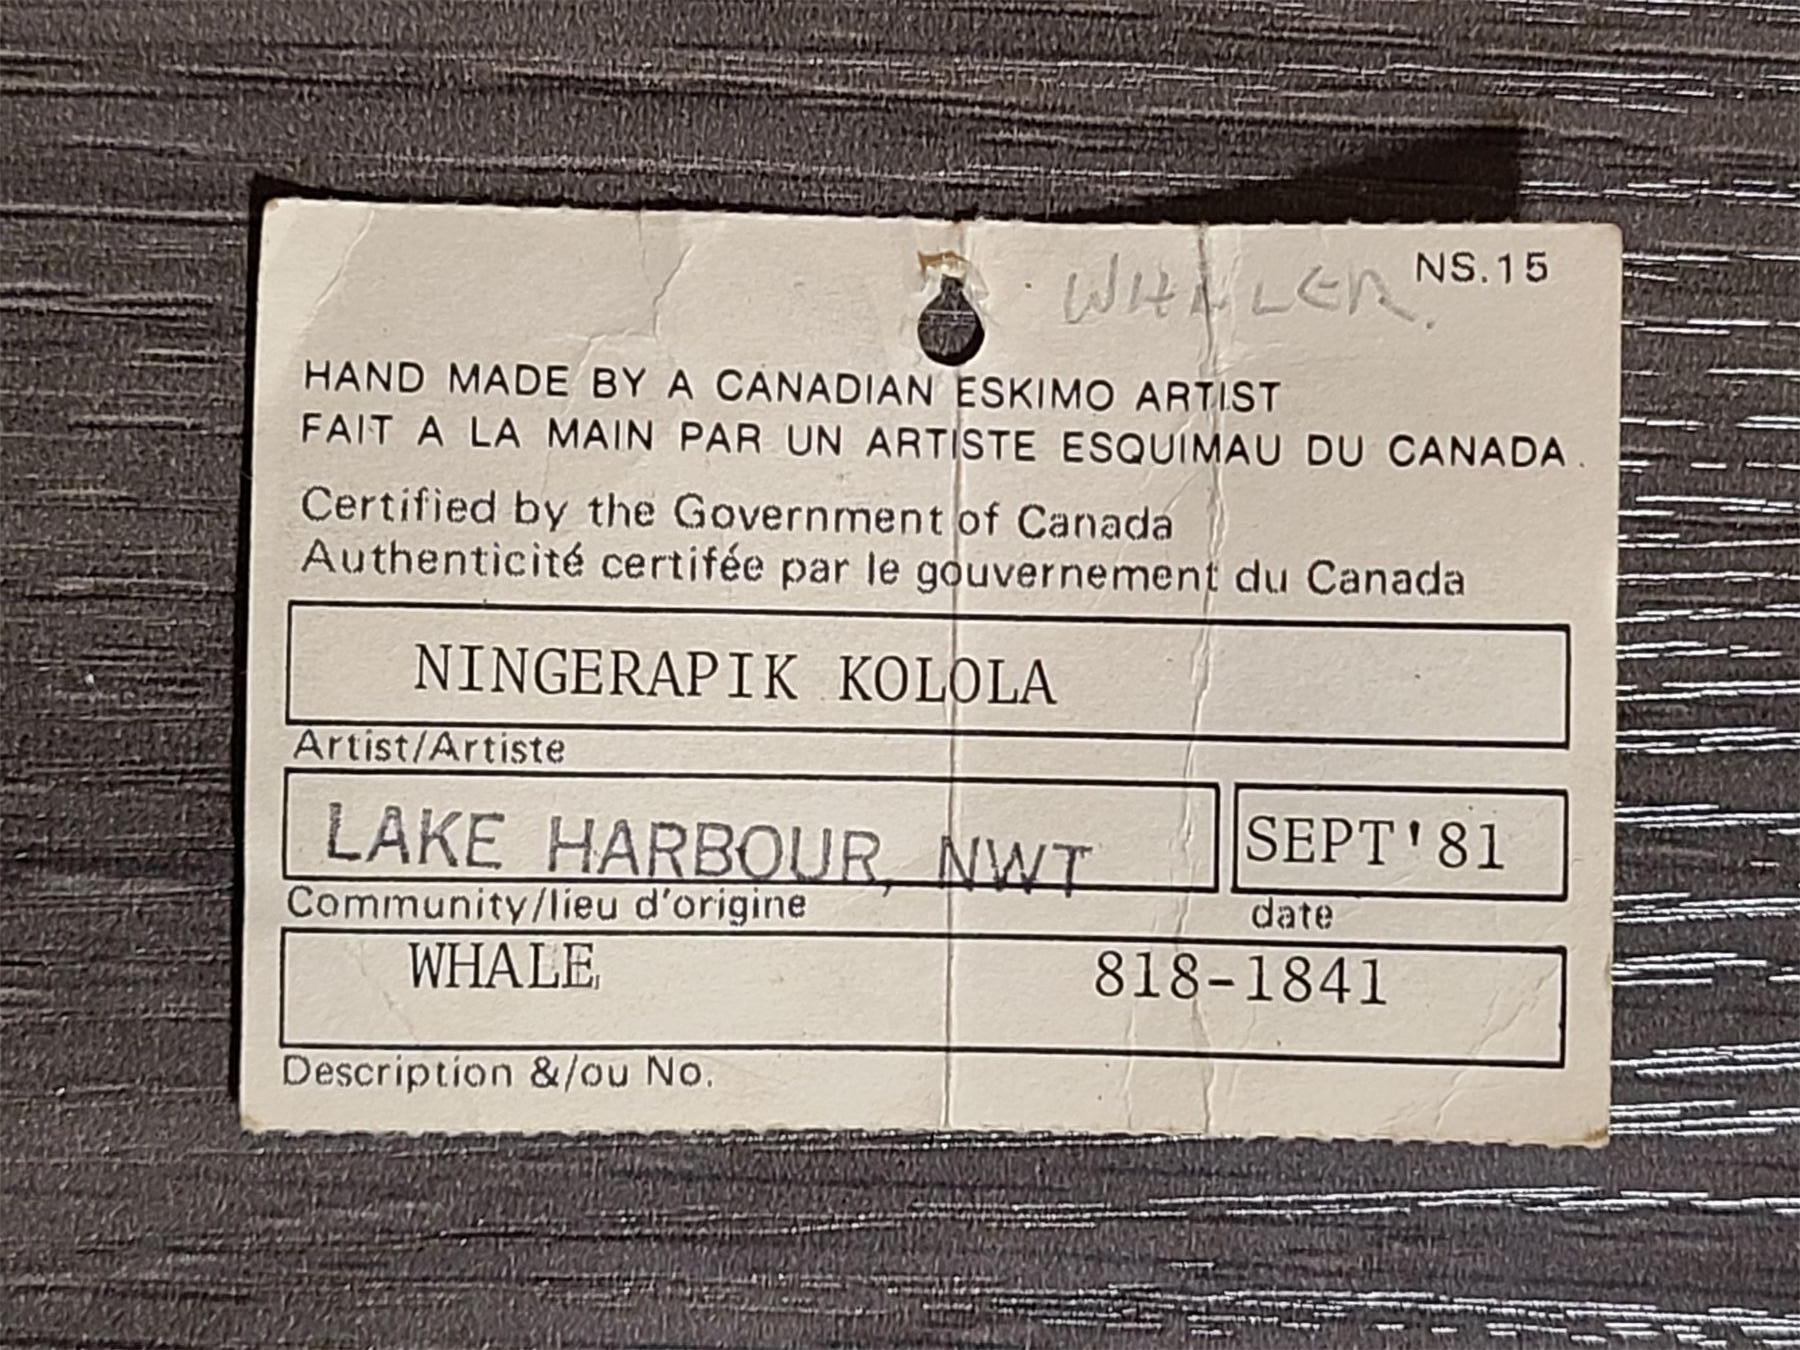 WHALER.
NS.15
HAND MADE BY A CANADIAN ESKIMO ARTIST
FAIT A LA MAIN PAR UN ARTISTE ESQUIMAU DU CANADA.
Certified by the Government of Canada
Authenticité certifée par le gouvernement du Canada
NINGERAPIK KOLOLA
Artist/Artiste
LAKE HARBOUR, NWT
SEPT'81
Community/lieu d'origine
date
WHALE
818-1841
Description &/ou No.